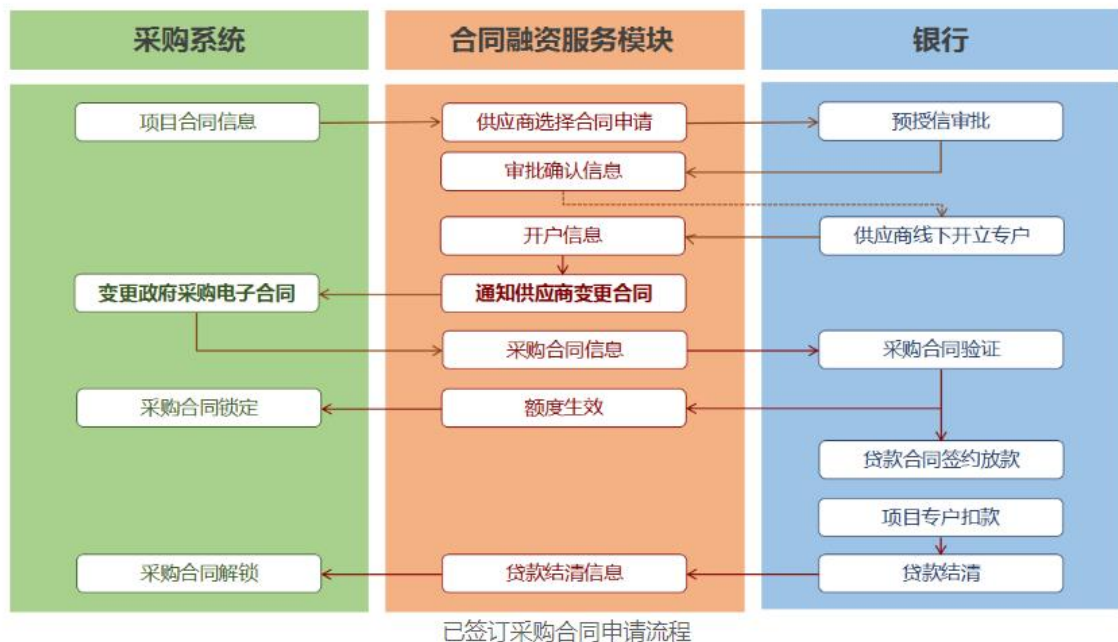 采购系统
合同融资服务模块
银行
项目合同信息
供应商选择合同申请
预授信审批
审批确认信息
开户信息
供应商线下开立专户
变更政府采购电子合同
通知供应商变更合同
采购合同信息
采购合同验证
采购合同锁定
额度生效
贷款合同签约放款
项目专户扣款
采购合同解锁
贷款结清信息
贷款结清
已签订采购合同申请流程